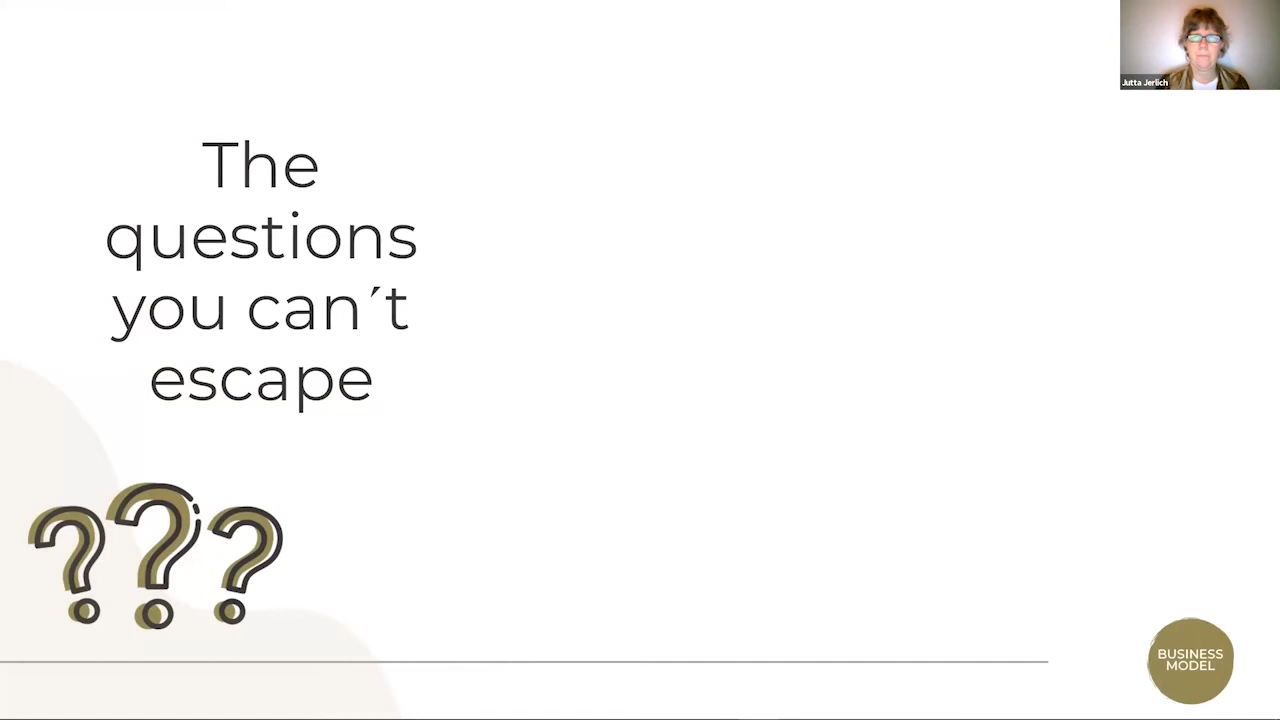 Jutta Jerlich
The
questions
you can´t
escape
???
BUSINESS
MODEL